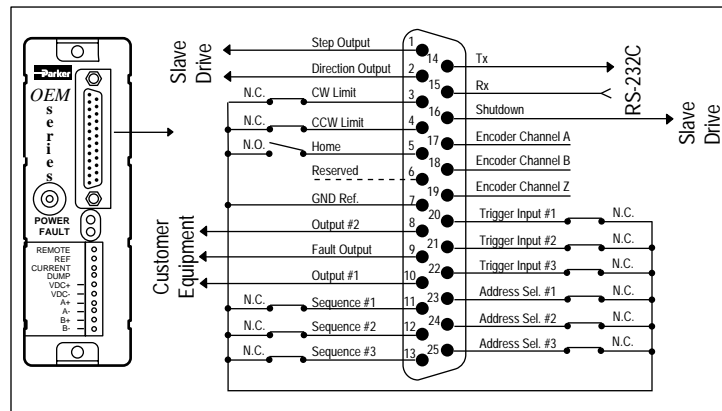 Parker
OEM
s
e
r
i
e
s
POWER
FAULT
REMOTE
REF
CURRENT
DUMP
VDC+
VDC-
A+
A-
B+
B-
Slave
Drive
Step Output
1
Direction Output
2
N.C.
CW Limit
3
N.C.
CCW Limit
4
N.O.
Home
5
Reserved
6
GND Ref.
7
Customer
Equipment
Output #2
8
Fault Output
9
Output #1
10
N.C.
Sequence #1
11
N.C.
Sequence #2
12
N.C.
Sequence #3
13
14
Tx
15
Rx
RS-232C
16
Shutdown
Slave
Drive
17
Encoder Channel A
18
Encoder Channel B
19
Encoder Channel Z
20
Trigger Input #1
N.C.
21
Trigger Input #2
N.C.
22
Trigger Input #3
N.C.
23
Address Sel. #1
N.C.
24
Address Sel. #2
N.C.
25
Address Sel. #3
N.C.